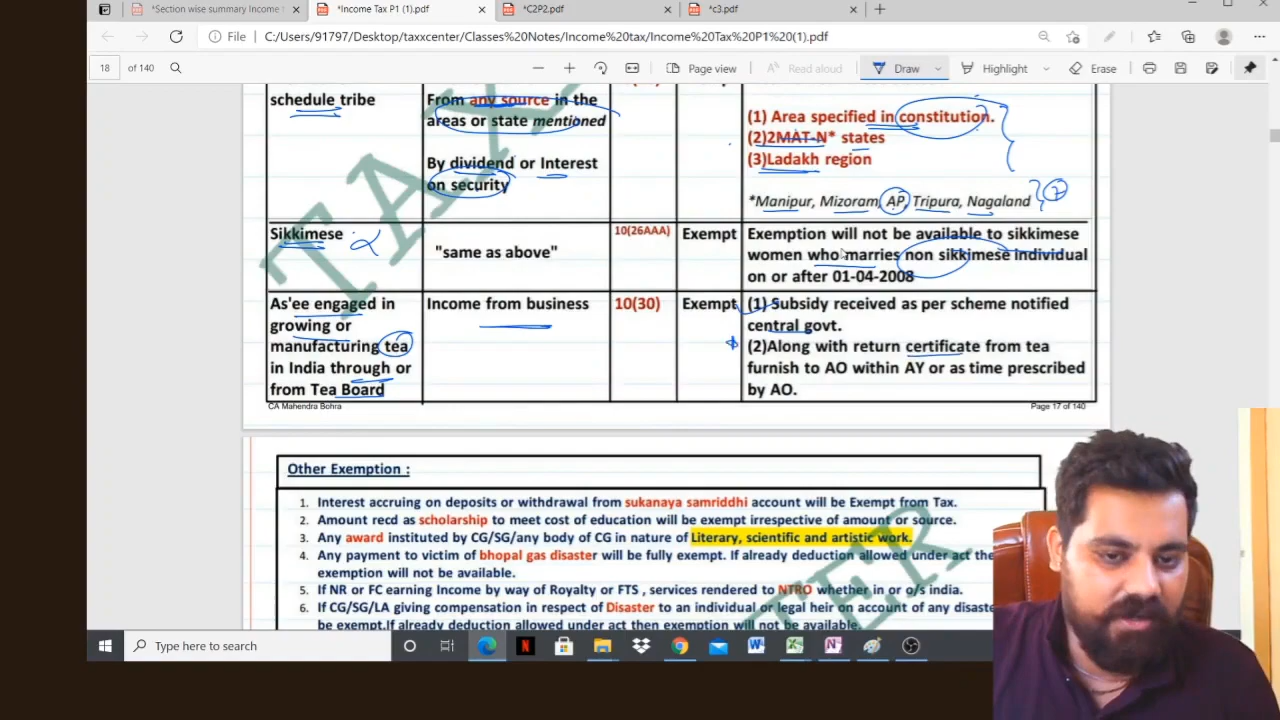 *Section wise summary Income
*Income Tax P1 (1).pdf
*C2P2.pdf
*c3.pdf
File
C:/Users/91797/Desktop/taxxcenter/Classes%20Notes/Income%20tax/Income%20Tax%20P1%20(1).pdf
18 of 140
Page view
Read aloud
Draw
Highlight
Erase
schedule tribe
From any source in the
areas or state mentioned
By dividend or Interest
on security
(1) Area specified in constitution.
(2)2MAT-N* states
(3)Ladakh region
*Manipur, Mizoram, AP, Tripura, Nagaland
Sikkimese
"same as above"
10(26AAA)
Exempt
Exemption will not be available to sikkimese
women who marries non sikkimese individual
on or after 01-04-2008
As'ee engaged in
growing or
manufacturing tea
in India through or
from Tea Board
Income from business
10(30)
Exempt
(1) Subsidy received as per scheme notified
central govt.
(2)Along with return certificate from tea
furnish to AO within AY or as time prescribed
by AO.
CA Mahendra Bohra
Page 17 of 140
Other Exemption :
1. Interest accruing on deposits or withdrawal from sukanaya samriddhi account will be Exempt from Tax.
2. Amount recd as scholarship to meet cost of education will be exempt irrespective of amount or source.
3. Any award instituted by CG/SG/any body of CG in nature of Literary, scientific and artistic work.
4. Any payment to victim of bhopal gas disaster will be fully exempt. If already deduction allowed under act the
exemption will not be available.
5. If NR or FC earning Income by way of Royalty or FTS , services rendered to NTRO whether in or o/s india.
6. If CG/SG/LA giving compensation in respect of Disaster to an individual or legal heir on account of any disaste
be exempt.If already deduction allowed under act then exemption will not be available.
Type here to search